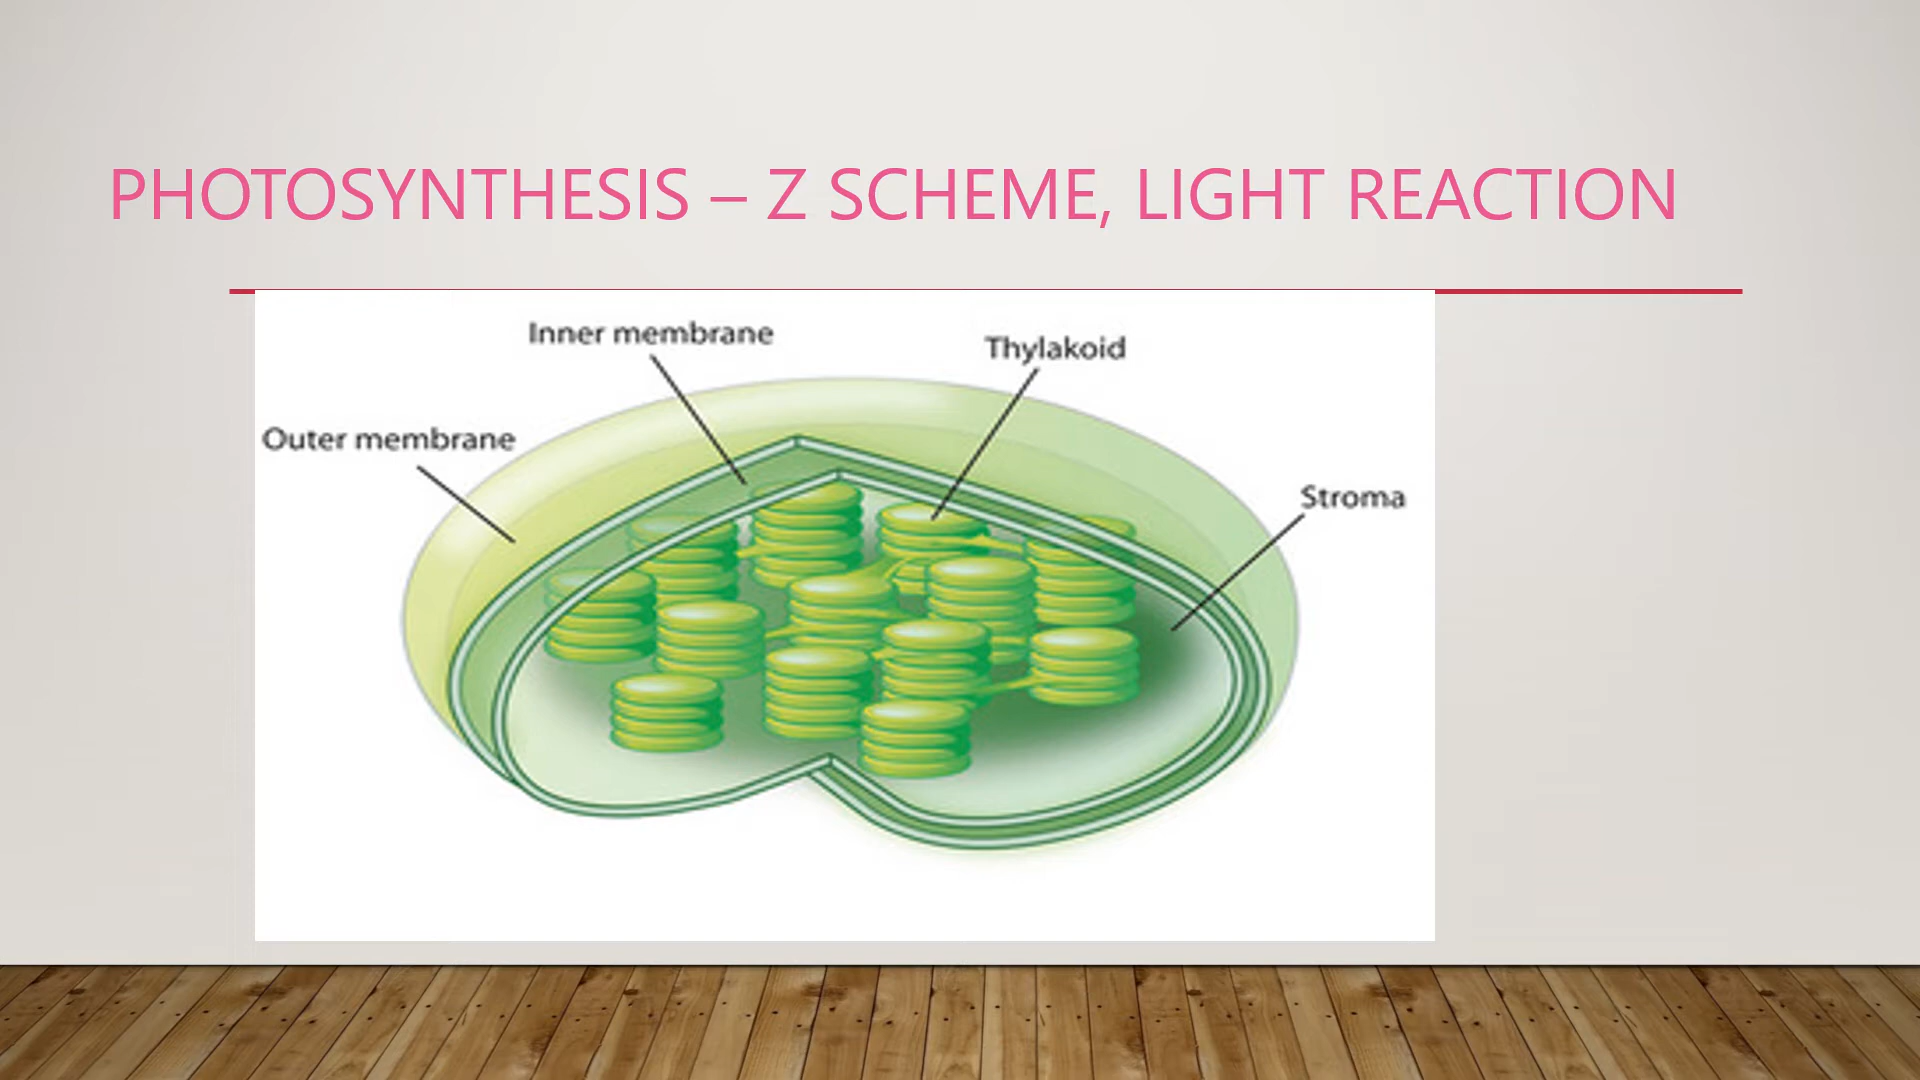 PHOTOSYNTHESIS – Z SCHEME, LIGHT REACTION
Inner membrane
Thylakoid
Outer membrane
Stroma